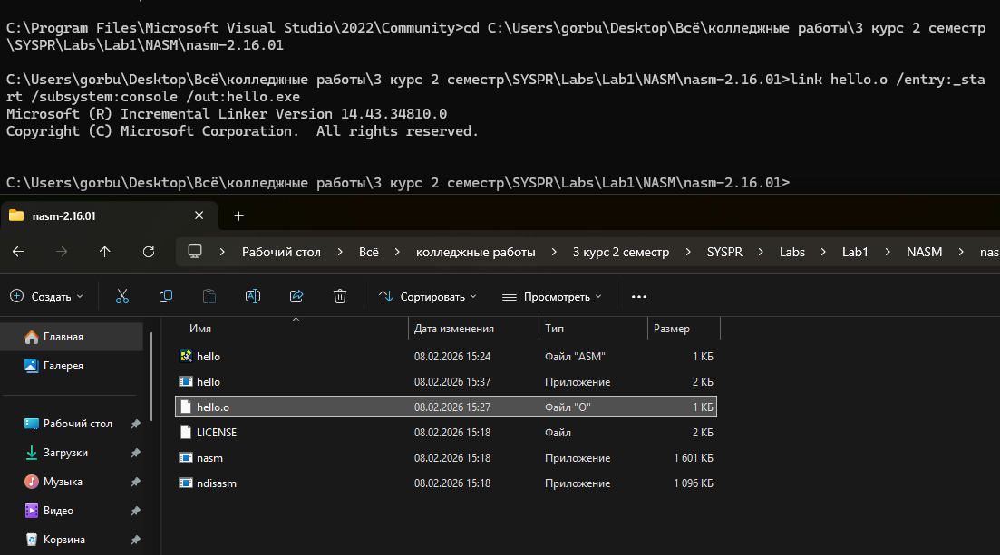 C:\Program Files\Microsoft Visual Studio\2022\Community>cd C:\Users\gorbu\Desktop\Всё\колледжные работы\3 курс 2 семестр
\SYSPR\Labs\Lab1\NASM\nasm-2.16.01
C:\Users\gorbu\Desktop\Всё\колледжные работы\3 курс 2 семестр\SYSPR\Labs\Lab1\NASM\nasm-2.16.01>link hello.o /entry:_sta
rt /subsystem:console /out:hello.exe
Microsoft (R) Incremental Linker Version 14.43.34810.0
Copyright (C) Microsoft Corporation.  All rights reserved.
C:\Users\gorbu\Desktop\Всё\колледжные работы\3 курс 2 семестр\SYSPR\Labs\Lab1\NASM\nasm-2.16.01>
nasm-2.16.01
Рабочий стол > Всё > колледжные работы > 3 курс 2 семестр > SYSPR > Labs > Lab1 > NASM > nas
Создать Сортировать Просмотреть
Имя Дата изменения Тип Размер
Главная
Галерея
Рабочий стол
Загрузки
Музыка
Видео
Корзина
hello 08.02.2026 15:24 Файл "ASM" 1 КБ
hello 08.02.2026 15:37 Приложение 2 КБ
hello.o 08.02.2026 15:27 Файл "O" 1 КБ
LICENSE 08.02.2026 15:18 Файл 2 КБ
nasm 08.02.2026 15:18 Приложение 1 601 КБ
ndisasm 08.02.2026 15:18 Приложение 1 096 КБ